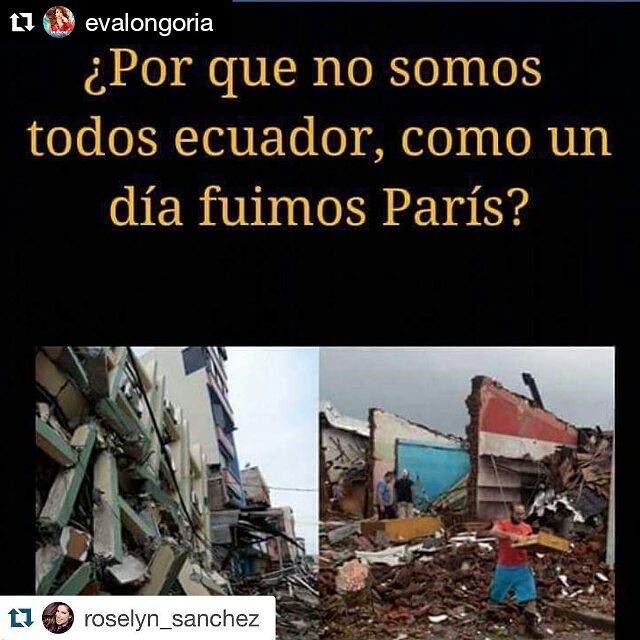 evalongoria
¿Por que no somos
todos ecuador, como un
día fuimos París?
roselyn_sanchez